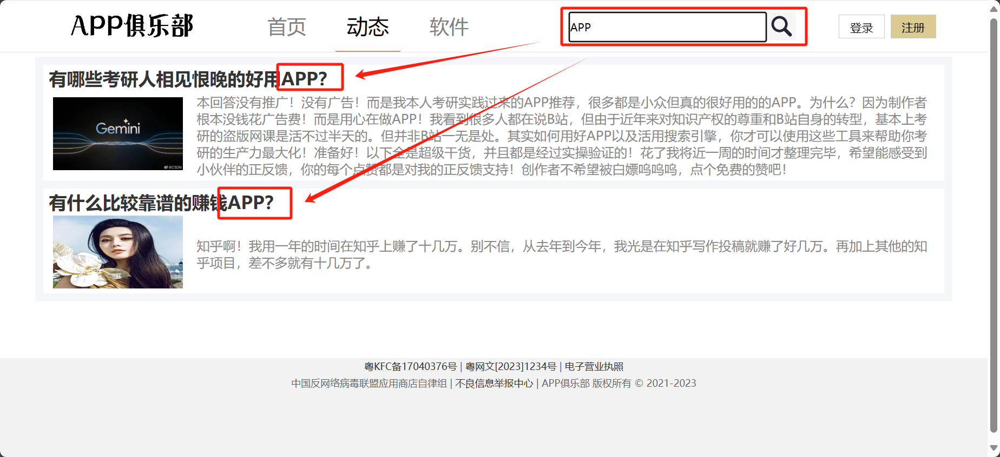 APP俱乐部 首页 动态 软件 APP 登录 注册
有哪些考研人相见恨晚的好用APP?
Gemini
@CSDN
本回答没有推广！没有广告！而是我本人考研实践过来的APP推荐，很多都是小众但真的很好用的的APP。为什么？因为制作者
根本没钱花广告费！而是用心在做APP！我看到很多人都在说B站，但由于近年来对知识产权的尊重和B站自身的转型，基本上考
研的盗版网课是活不过半天的。但并非B站一无是处。其实如何用好APP以及活用搜索引擎，你才可以使用这些工具来帮助你考
研的生产力最大化！准备好！以下全是超级干货，并且都是经过实操验证的！花了我将近一周的时间才整理完毕，希望能感受到
小伙伴的正反馈，你的每个点赞都是对我的正反馈支持！创作者不希望被白嫖呜呜呜，点个免费的赞吧！
有什么比较靠谱的赚钱APP?
知乎啊！我用一年的时间在知乎上赚了十几万。别不信，从去年到今年，我光是在知乎写作投稿就赚了好几万。再加上其他的知
乎项目，差不多就有十几万了。
粤KFC备17040376号 | 粤网文[2023]1234号 | 电子营业执照
中国反网络病毒联盟应用商店自律组 | 不良信息举报中心 | APP俱乐部 版权所有 © 2021-2023